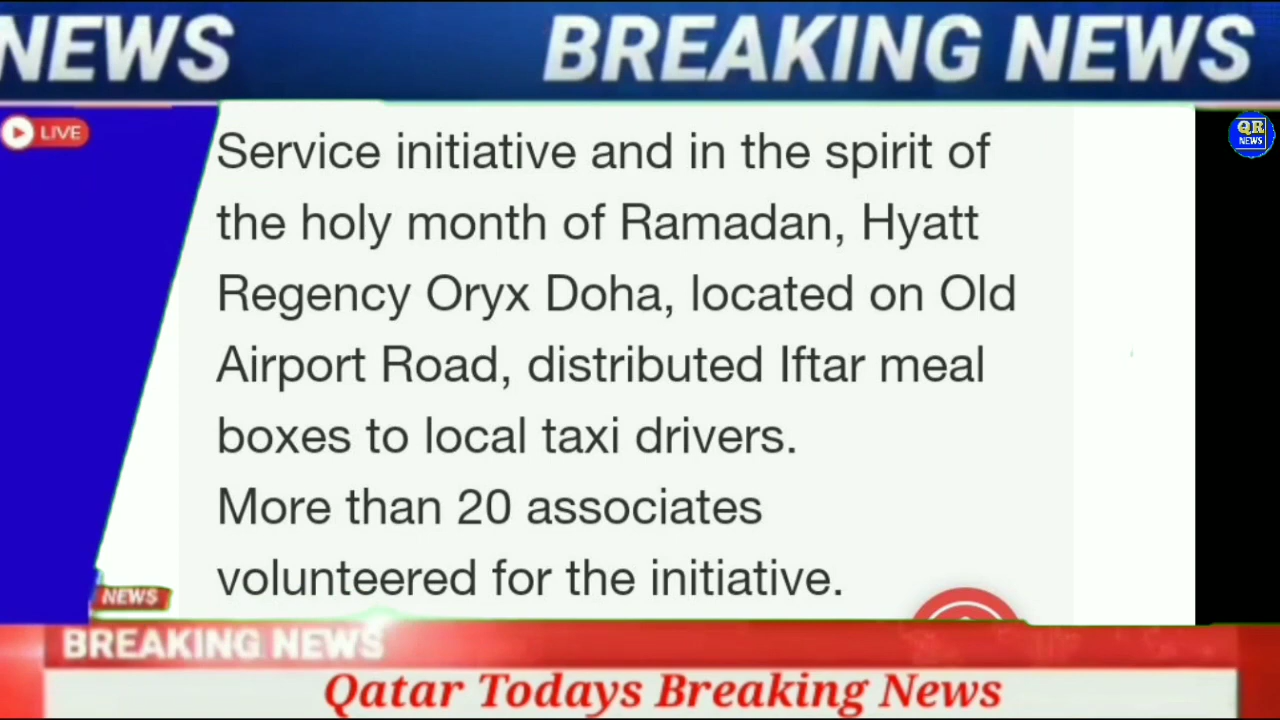 NEWS
BREAKING NEWS
LIVE
QR
NEWS
Service initiative and in the spirit of
the holy month of Ramadan, Hyatt
Regency Oryx Doha, located on Old
Airport Road, distributed Iftar meal
boxes to local taxi drivers.
More than 20 associates
volunteered for the initiative.
NEWS
BREAKING NEWS
Qatar Todays Breaking News